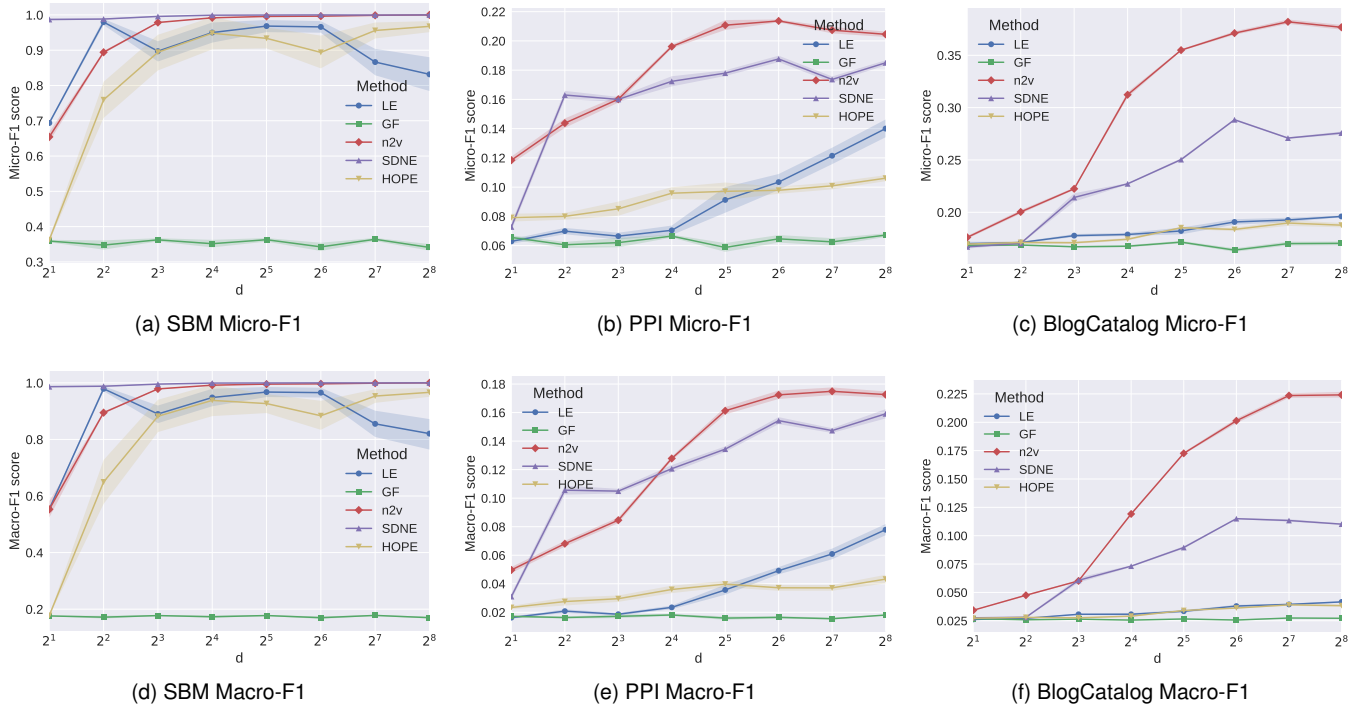 1.0
0.9
0.8
0.7
0.6
0.5
0.4
0.3
Micro-F1 score
Method
LE
GF
n2v
SDNE
HOPE
2^1 2^2 2^3 2^4 2^5 2^6 2^7 2^8
d
(a) SBM Micro-F1
0.22
0.20
0.18
0.16
0.14
0.12
0.10
0.08
0.06
Micro-F1 score
Method
LE
GF
n2v
SDNE
HOPE
2^1 2^2 2^3 2^4 2^5 2^6 2^7 2^8
d
(b) PPI Micro-F1
0.35
0.30
0.25
0.20
Micro-F1 score
Method
LE
GF
n2v
SDNE
HOPE
2^1 2^2 2^3 2^4 2^5 2^6 2^7 2^8
d
(c) BlogCatalog Micro-F1
1.0
0.8
0.6
0.4
0.2
Macro-F1 score
Method
LE
GF
n2v
SDNE
HOPE
2^1 2^2 2^3 2^4 2^5 2^6 2^7 2^8
d
(d) SBM Macro-F1
0.18
0.16
0.14
0.12
0.10
0.08
0.06
0.04
0.02
Macro-F1 score
Method
LE
GF
n2v
SDNE
HOPE
2^1 2^2 2^3 2^4 2^5 2^6 2^7 2^8
d
(e) PPI Macro-F1
0.225
0.200
0.175
0.150
0.125
0.100
0.075
0.050
0.025
Macro-F1 score
Method
LE
GF
n2v
SDNE
HOPE
2^1 2^2 2^3 2^4 2^5 2^6 2^7 2^8
d
(f) BlogCatalog Macro-F1